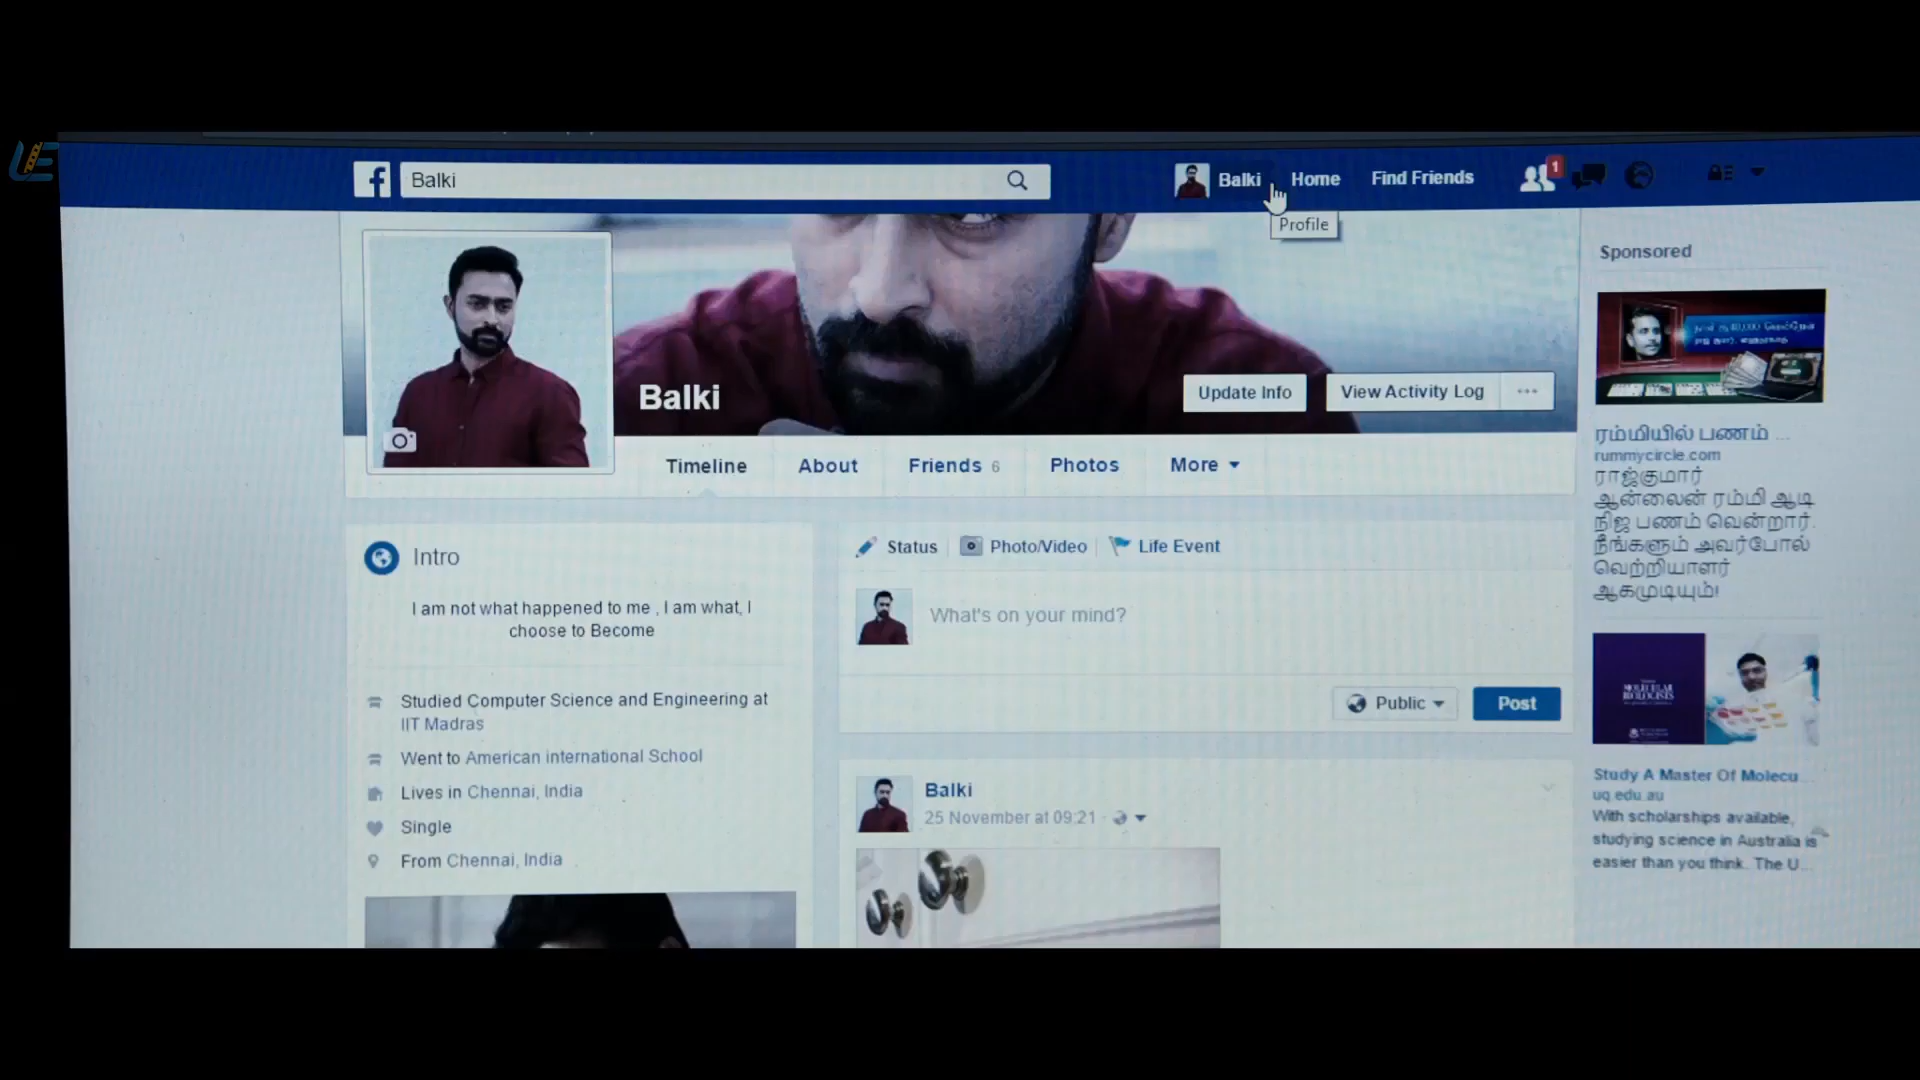 UE
f Balki
Balki Home Find Friends 1
Profile
Balki
Update Info View Activity Log ...
Timeline About Friends 6 Photos More
Sponsored
ரம்மியில் பணம் ...
rummycircle.com
ராஜ்குமார்
ஆன்லைன் ரம்மி ஆடி
நிஜ பணம் வென்றார்.
நீங்களும் அவர்போல்
வெற்றியாளர்
ஆகமுடியும்!
Intro
I am not what happened to me , I am what, I
choose to Become
Studied Computer Science and Engineering at
IIT Madras
Went to American international School
Lives in Chennai, India
Single
From Chennai, India
Status Photo/Video Life Event
What's on your mind?
Public Post
Balki
25 November at 09:21
MOLECULAR
BIOLOGISTS
Study A Master Of Molecu...
uq.edu.au
With scholarships available,
studying science in Australia is
easier than you think. The U...